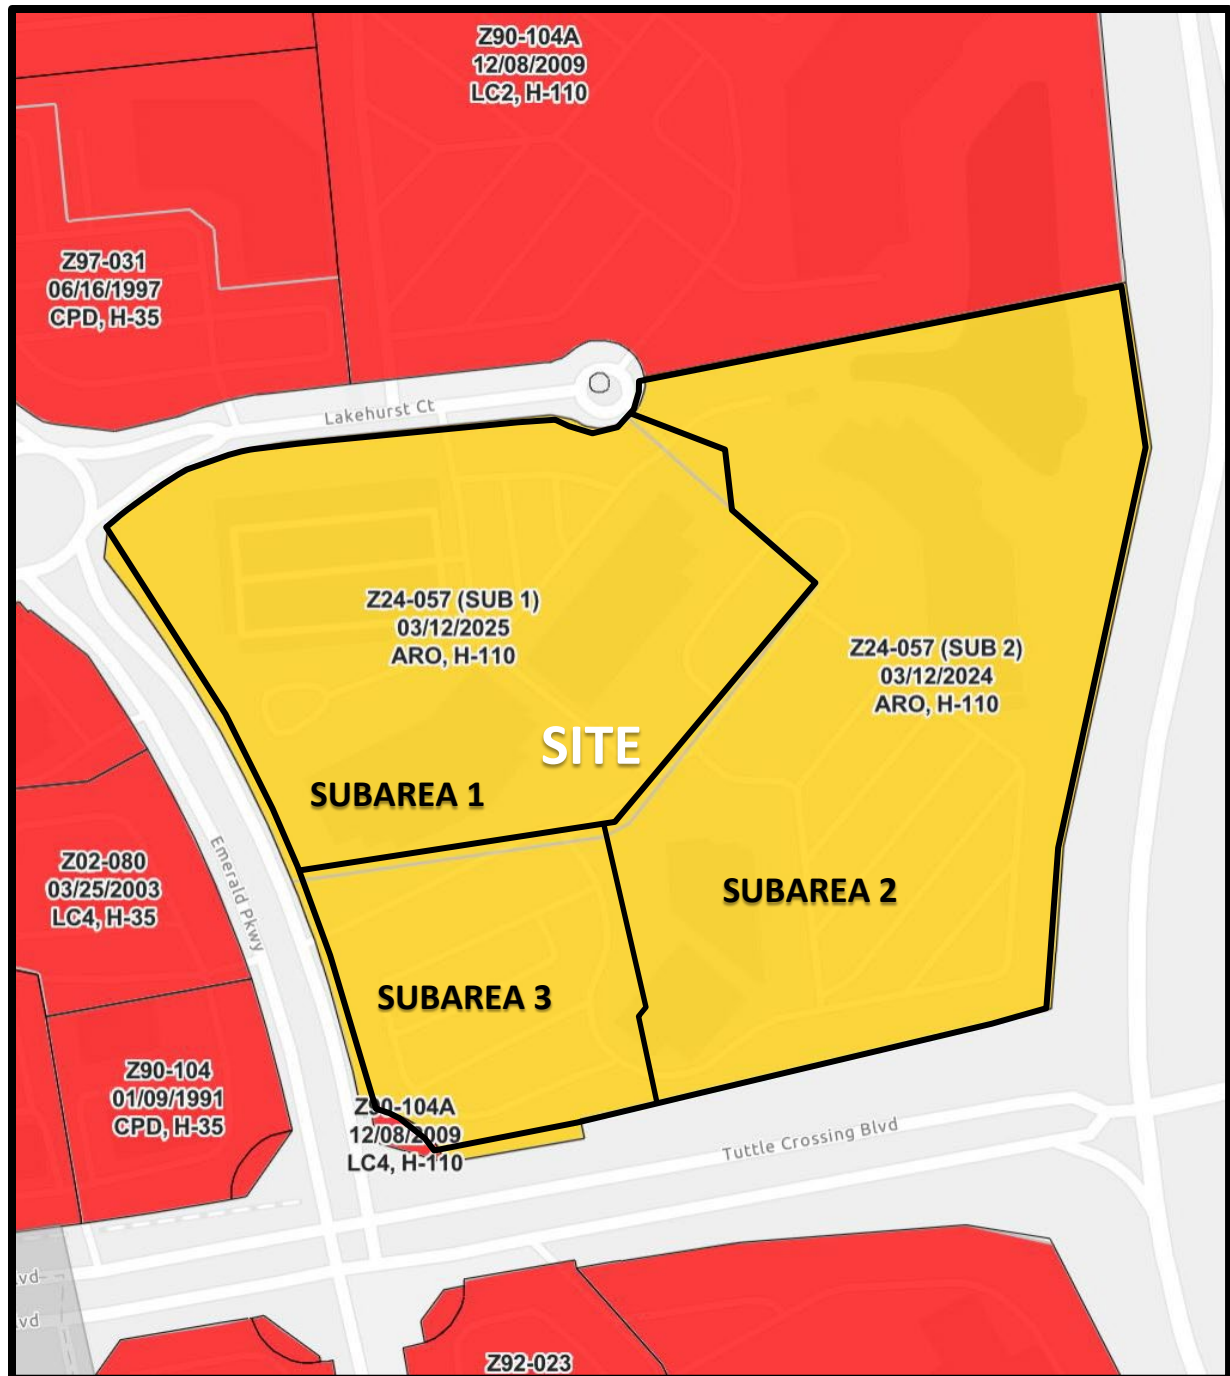 Z90-104A
12/08/2009
LC2, H-110
Z97-031
06/16/1997
CPD, H-35
Lakehurst Ct
Z24-057 (SUB 1)
03/12/2025
ARO, H-110
Z24-057 (SUB 2)
03/12/2024
ARO, H-110
SITE
SUBAREA 1
Z02-080
03/25/2003
LC4, H-35
Emerald Pkwy
SUBAREA 2
SUBAREA 3
Z90-104
01/09/1991
CPD, H-35
Z90-104A
12/08/2009
LC4, H-110
Tuttle Crossing Blvd
lvd
lvd
Z92-023